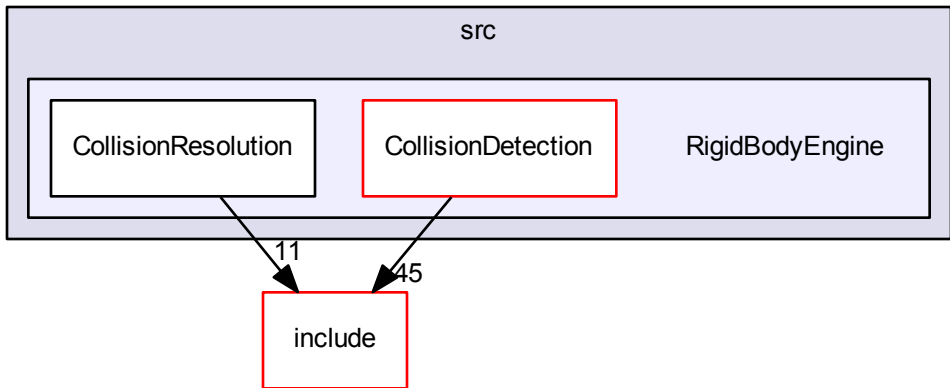 src
CollisionResolution
CollisionDetection
RigidBodyEngine
11
45
include